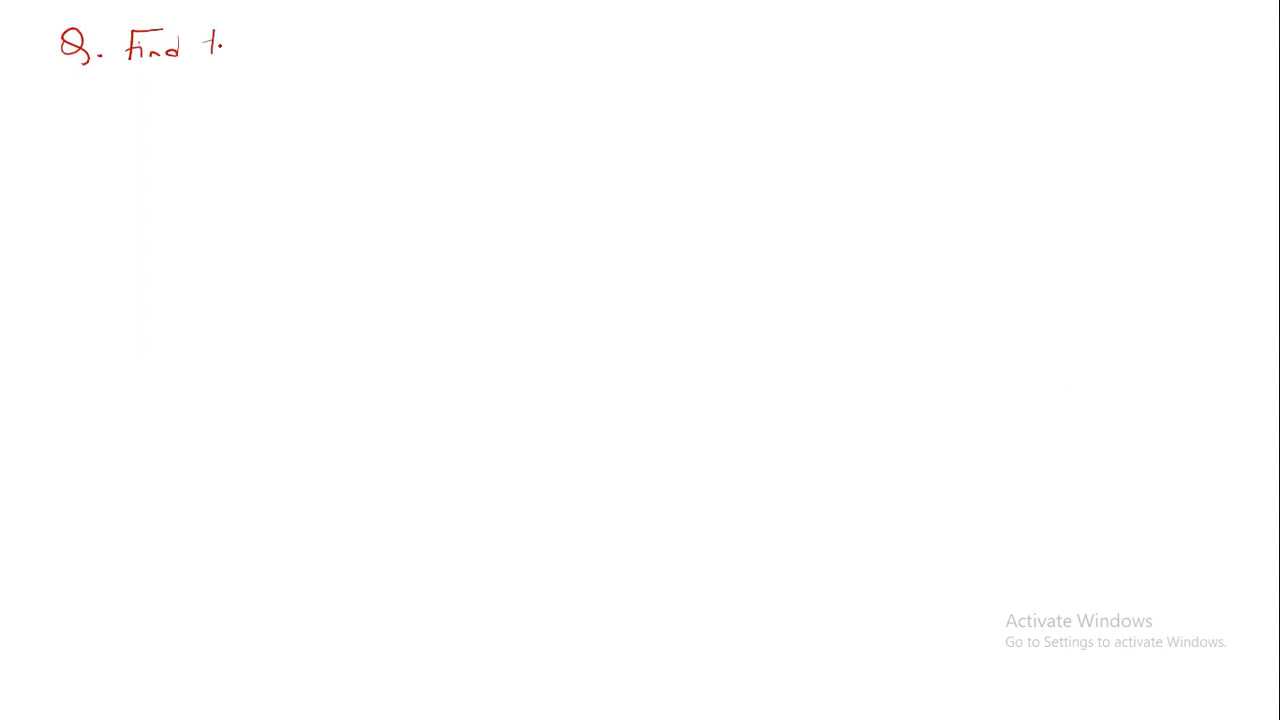 Q. Find t
Activate Windows
Go to Settings to activate Windows.